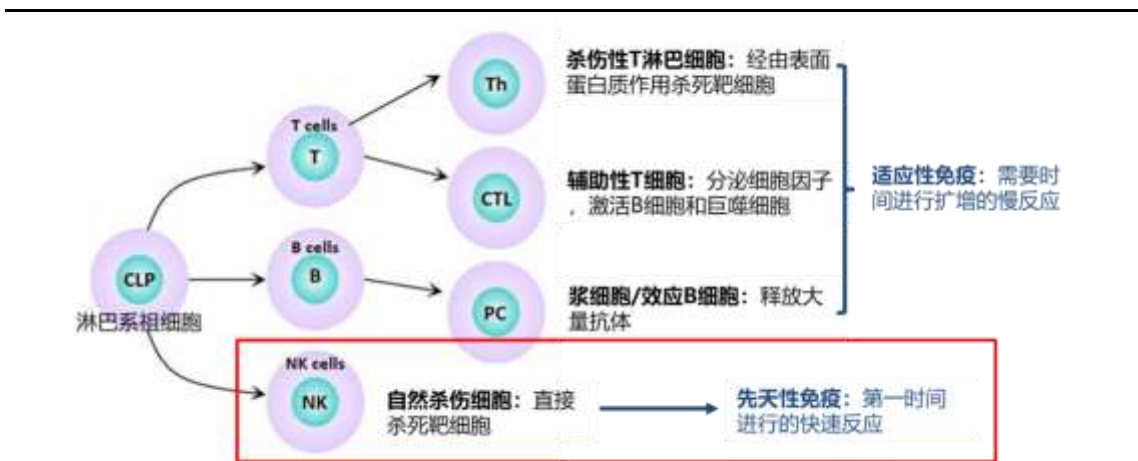 Th
杀伤性T淋巴细胞：经由表面
蛋白质作用杀死靶细胞
T cells
T
CTL
辅助性T细胞：分泌细胞因子
，激活B细胞和巨噬细胞
适应性免疫：需要时
间进行扩增的慢反应
CLP
淋巴系祖细胞
B cells
B
PC
浆细胞/效应B细胞：释放大
量抗体
NK cells
NK
自然杀伤细胞：直接
杀死靶细胞
先天性免疫：第一时间
进行的快速反应